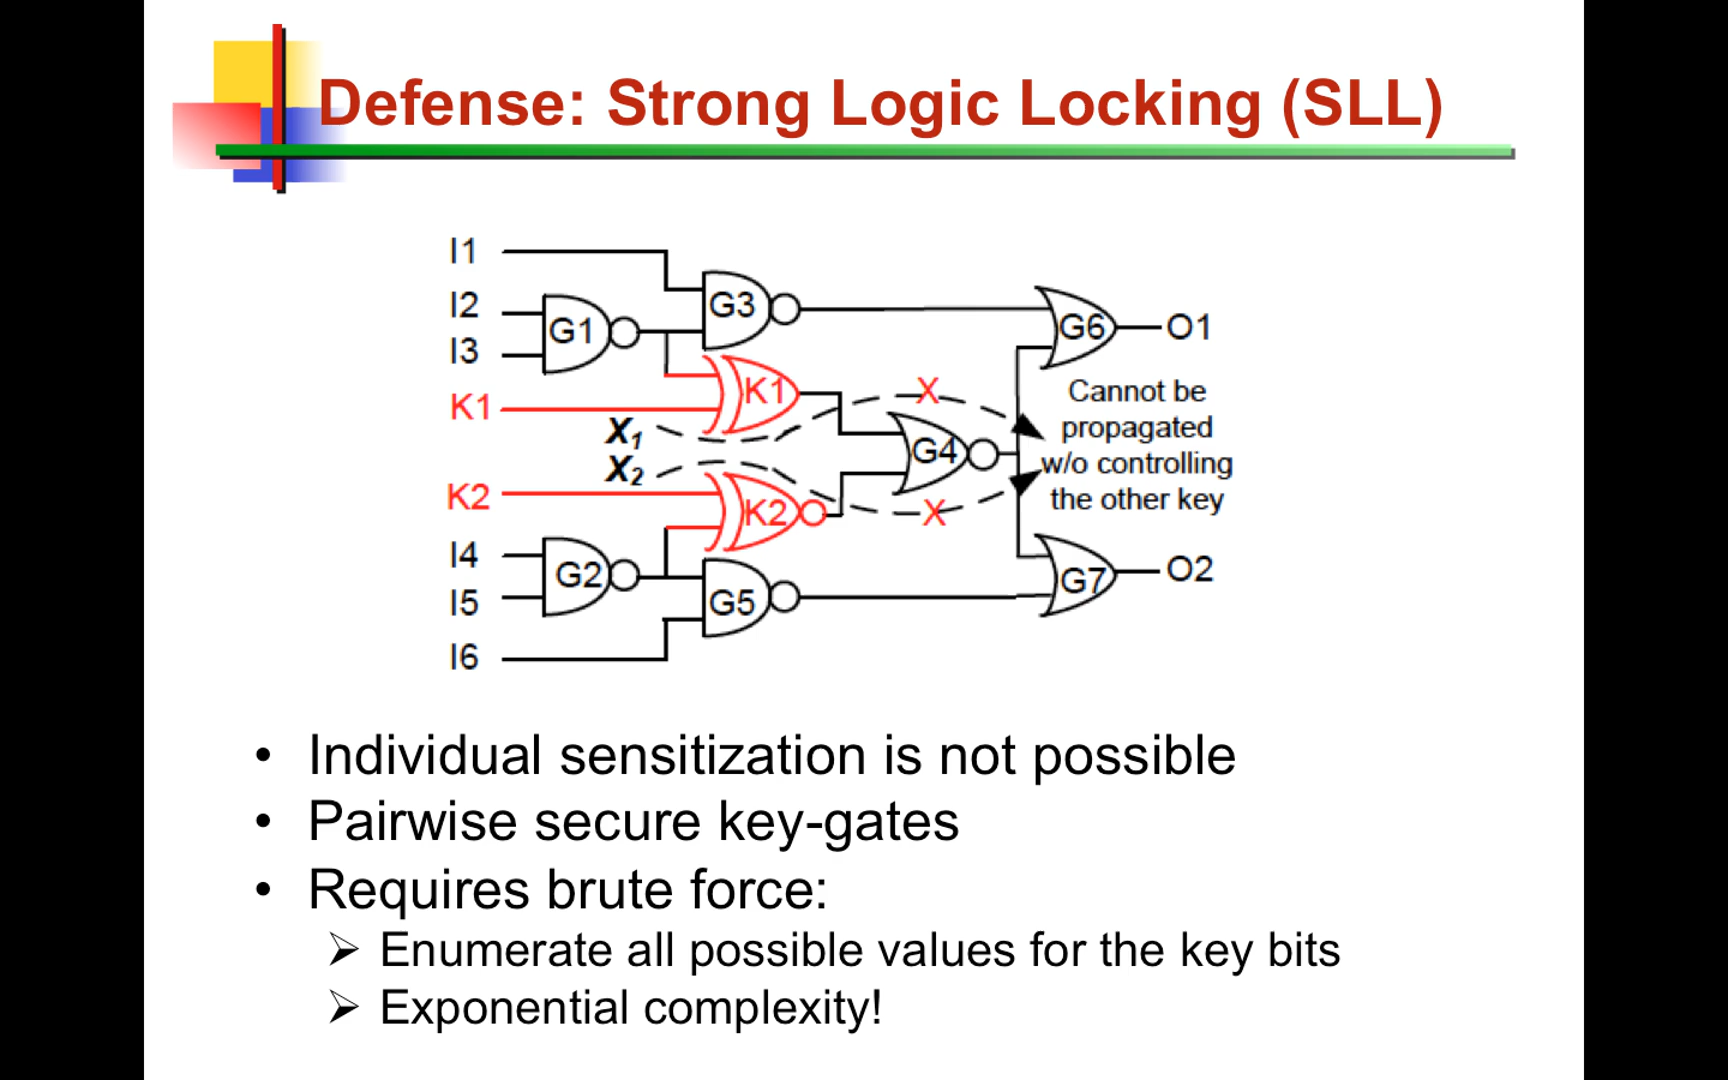 Defense: Strong Logic Locking (SLL)
I1
I2
I3
K1
K2
I4
I5
I6
G1
G2
G3
K1
X1
X2
K2
G5
X
G4
X
G6
G7
O1
Cannot be
propagated
w/o controlling
the other key
O2
• Individual sensitization is not possible
• Pairwise secure key-gates
• Requires brute force:
➢ Enumerate all possible values for the key bits
➢ Exponential complexity!